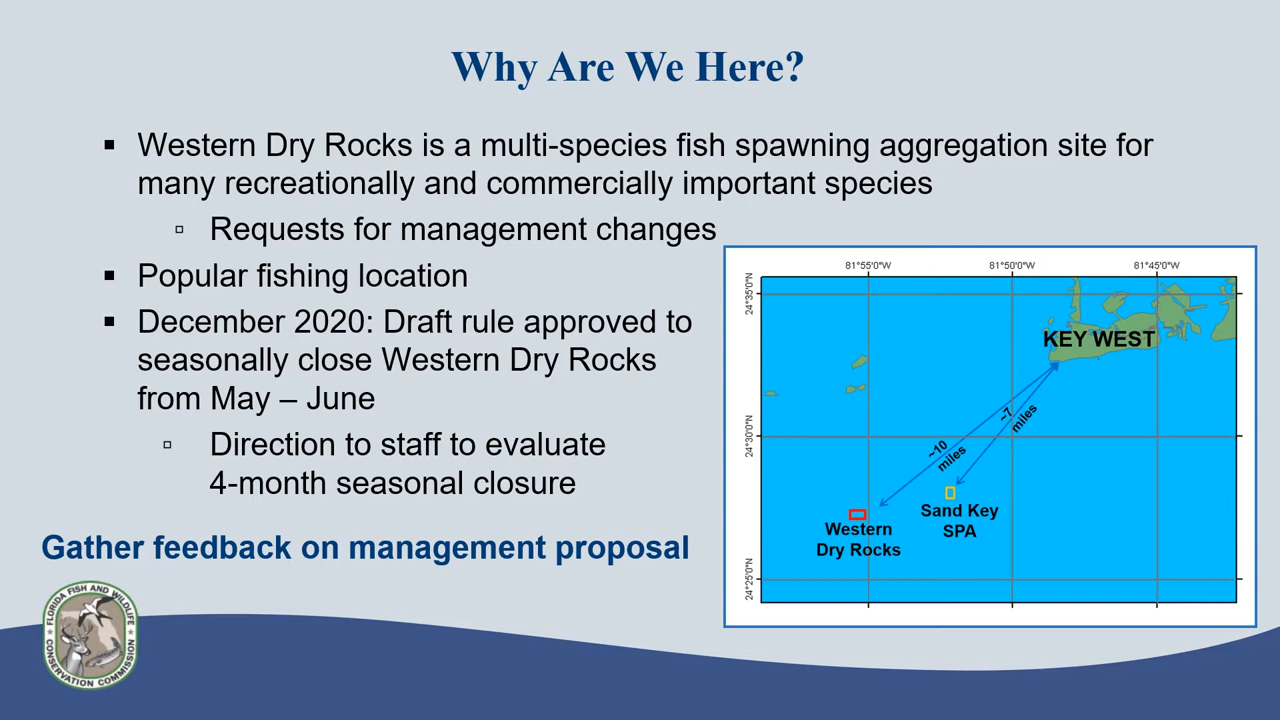 Why Are We Here?
▪ Western Dry Rocks is a multi-species fish spawning aggregation site for
many recreationally and commercially important species
▫ Requests for management changes
▪ Popular fishing location
▪ December 2020: Draft rule approved to
seasonally close Western Dry Rocks
from May – June
▫ Direction to staff to evaluate
4-month seasonal closure
Gather feedback on management proposal
81°55'0"W 81°50'0"W 81°45'0"W
24°35'0"N
24°30'0"N
24°25'0"N
KEY WEST
~7
miles
~10
miles
Sand Key
SPA
Western
Dry Rocks
FLORIDA FISH AND WILDLIFE
CONSERVATION COMMISSION